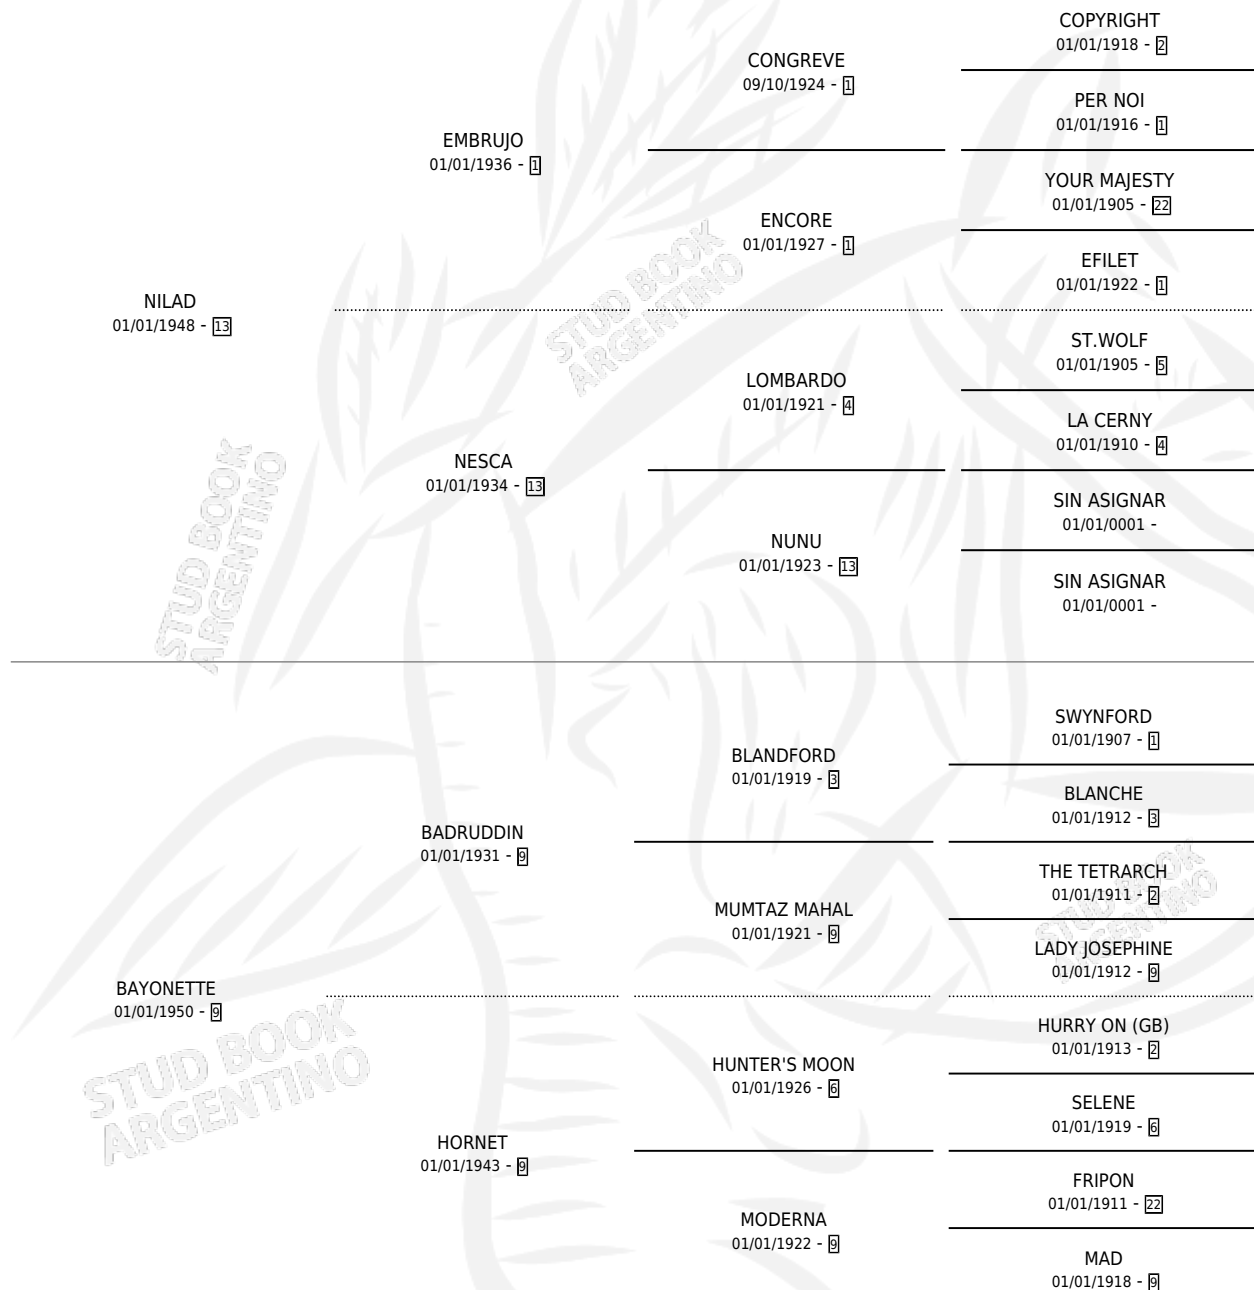 COPYRIGHT
01/01/1918 - 2
CONGREVE
09/10/1924 - 1
PER NOI
01/01/1916 - 1
EMBRUJO
01/01/1936 - 1
YOUR MAJESTY
01/01/1905 - 22
ENCORE
01/01/1927 - 1
EFILET
01/01/1922 - 1
NILAD
01/01/1948 - 13
ST.WOLF
01/01/1905 - 5
LOMBARDO
01/01/1921 - 4
LA CERNY
01/01/1910 - 4
NESCA
01/01/1934 - 13
SIN ASIGNAR
01/01/0001 -
NUNU
01/01/1923 - 13
SIN ASIGNAR
01/01/0001 -
STUD BOOK
ARGENTINO
STUD BOOK
ARGENTINO
SWYNFORD
01/01/1907 - 1
BLANDFORD
01/01/1919 - 3
BLANCHE
01/01/1912 - 3
BADRUDDIN
01/01/1931 - 9
THE TETRARCH
01/01/1911 - 2
MUMTAZ MAHAL
01/01/1921 - 9
LADY JOSEPHINE
01/01/1912 - 9
BAYONETTE
01/01/1950 - 9
HURRY ON (GB)
01/01/1913 - 2
HUNTER'S MOON
01/01/1926 - 6
SELENE
01/01/1919 - 6
HORNET
01/01/1943 - 9
FRIPON
01/01/1911 - 22
MODERNA
01/01/1922 - 9
MAD
01/01/1918 - 9
STUD BOOK
ARGENTINO
STUD BOOK
ARGENTINO